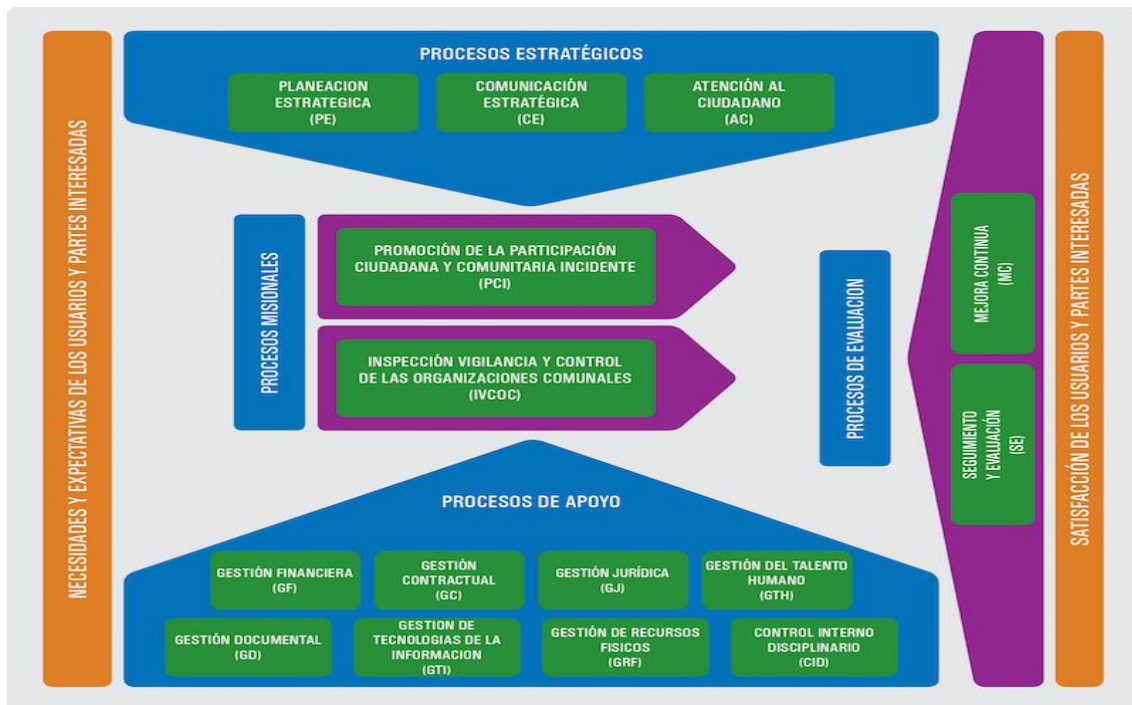 NECESIDADES Y EXPECTATIVAS DE LOS USUARIOS Y PARTES INTERESADAS
PROCESOS ESTRATÉGICOS
PLANEACION
ESTRATEGICA
(PE)
COMUNICACIÓN
ESTRATÉGICA
(CE)
ATENCIÓN AL
CIUDADANO
(AC)
PROCESOS MISIONALES
PROMOCIÓN DE LA PARTICIPACIÓN
CIUDADANA Y COMUNITARIA INCIDENTE
(PCI)
INSPECCIÓN VIGILANCIA Y CONTROL
DE LAS ORGANIZACIONES COMUNALES
(IVCOC)
PROCESOS DE EVALUACION
MEJORA CONTINUA
(MC)
SEGUIMIENTO
Y EVALUACIÓN
(SE)
PROCESOS DE APOYO
GESTIÓN FINANCIERA
(GF)
GESTIÓN
CONTRACTUAL
(GC)
GESTIÓN JURÍDICA
(GJ)
GESTIÓN DEL TALENTO
HUMANO
(GTH)
GESTIÓN DOCUMENTAL
(GD)
GESTION DE
TECNOLOGIAS DE LA
INFORMACION
(GTI)
GESTIÓN DE RECURSOS
FISICOS
(GRF)
CONTROL INTERNO
DISCIPLINARIO
(CID)
SATISFACCIÓN DE LOS USUARIOS Y PARTES INTERESADAS